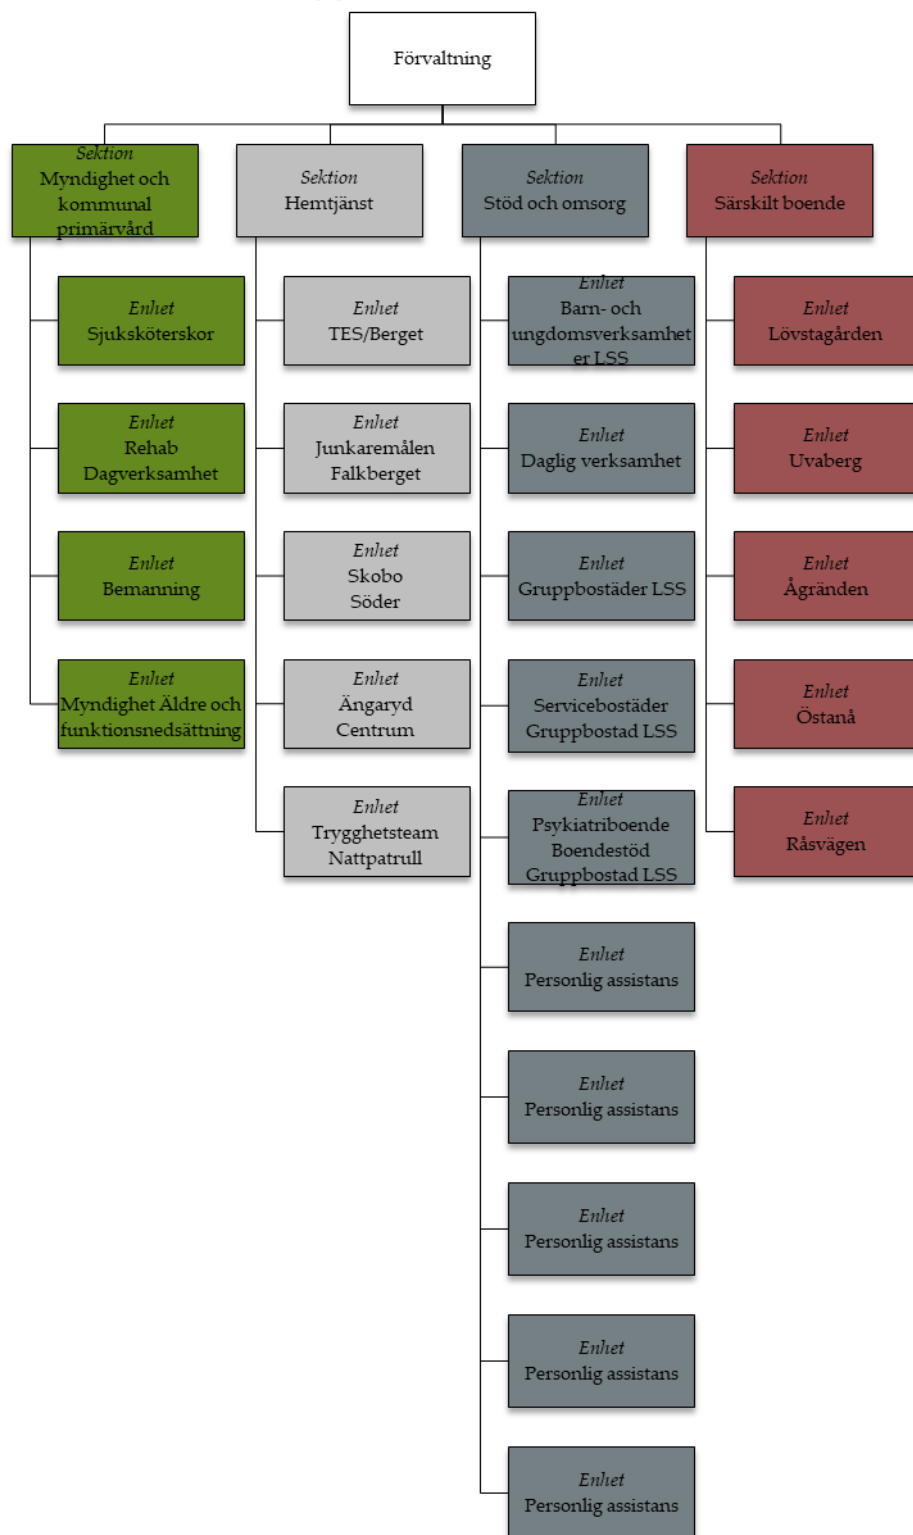 Förvaltning
Sektion
Myndighet och
kommunal
primärvård
Enhet
Sjuksköterskor
Enhet
Rehab
Dagverksamhet
Enhet
Bemanning
Enhet
Myndighet Äldre och
funktionsnedsättning
Sektion
Hemtjänst
Enhet
TES/Berget
Enhet
Junkaremålen
Falkberget
Enhet
Skobo
Söder
Enhet
Ängaryd
Centrum
Enhet
Trygghetsteam
Nattpatrull
Sektion
Stöd och omsorg
Enhet
Barn- och
ungdomsverksamhet
er LSS
Enhet
Daglig verksamhet
Enhet
Gruppbostäder LSS
Enhet
Servicebostäder
Gruppbostad LSS
Enhet
Psykiatriboende
Boendestöd
Gruppbostad LSS
Enhet
Personlig assistans
Enhet
Personlig assistans
Enhet
Personlig assistans
Enhet
Personlig assistans
Enhet
Personlig assistans
Sektion
Särskilt boende
Enhet
Lövstagården
Enhet
Uvaberg
Enhet
Ågränden
Enhet
Östanå
Enhet
Råsvägen